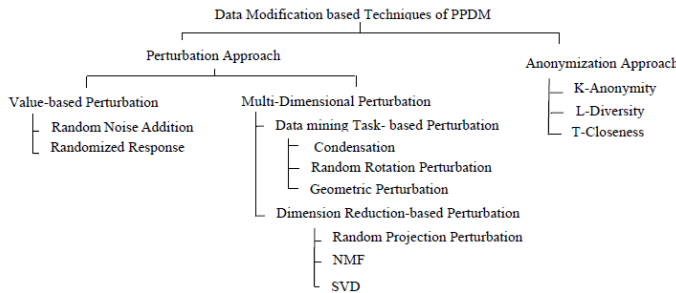 Data Modification based Techniques of PPDM
Perturbation Approach
Anonymization Approach
K-Anonymity
L-Diversity
T-Closeness
Value-based Perturbation
Random Noise Addition
Randomized Response
Multi-Dimensional Perturbation
Data mining Task- based Perturbation
Condensation
Random Rotation Perturbation
Geometric Perturbation
Dimension Reduction-based Perturbation
Random Projection Perturbation
NMF
SVD